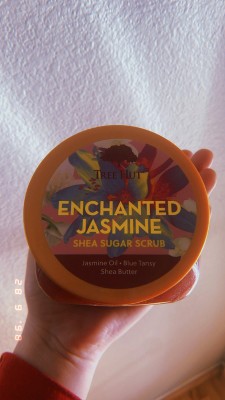 TREE HUT
ENCHANTED
JASMINE
SHEA SUGAR SCRUB
Jasmine Oil • Blue Tansy
Shea Butter